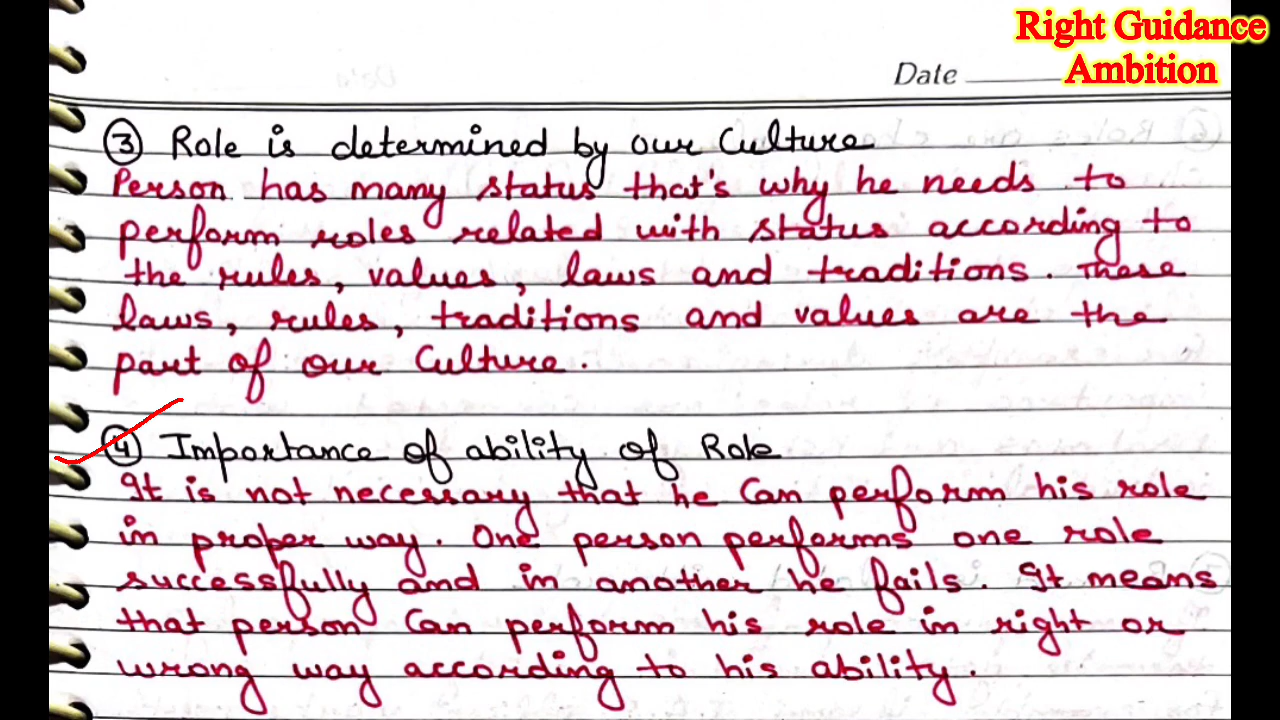 Right Guidance
Ambition
Date
3 Role is determined by our Culture
Person has many status that's why he needs to
perform roles related with status according to
the rules, values, laws and traditions. These
laws, rules, traditions and values are the
part of our Culture.
4 Importance of ability of Role
It is not necessary that he Can perform his role
in proper way. One person performs one role
successfully and in another he fails. It means
that person Can perform his role in right or
wrong way according to his ability.